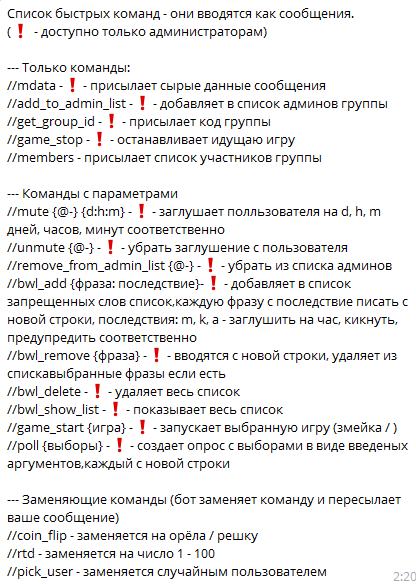 Список быстрых команд - они вводятся как сообщения.
(❗ - доступно только администраторам)
--- Только команды:
//mdata - ❗ - присылает сырые данные сообщения
//add_to_admin_list - ❗ - добавляет в список админов группы
//get_group_id - ❗ - присылает код группы
//game_stop - ❗ - останавливает идущаю игру
//members - присылает список участников группы
--- Команды с параметрами
//mute {@-} {d:h:m} - ❗ - заглушает полльзователя на d, h, m
дней, часов, минут соответственно
//unmute {@-} - ❗ - убрать заглушение с пользователя
//remove_from_admin_list {@-} - ❗ - убрать из списка админов
//bwl_add {фраза: последствие}- ❗ - добавляет в список
запрещенных слов список,каждую фразу с последствие писать с
новой строки, последствия: m, k, a - заглушить на час, кикнуть,
предупредить соответственно
//bwl_remove {фраза} - ❗ - вводятся с новой строки, удаляет из
спискавыбранные фразы если есть
//bwl_delete - ❗ - удаляет весь список
//bwl_show_list - ❗ - показывает весь список
//game_start {игра} - ❗ - запускает выбранную игру (змейка / )
//poll {выборы} - ❗ - создает опрос с выборами в виде введеных
аргументов,каждый с новой строки
--- Заменяющие команды (бот заменяет команду и пересылает
ваше сообщение)
//coin_flip - заменяется на орёла / решку
//rtd - заменяется на число 1 - 100
//pick_user - заменяется случайным пользователем
2:20